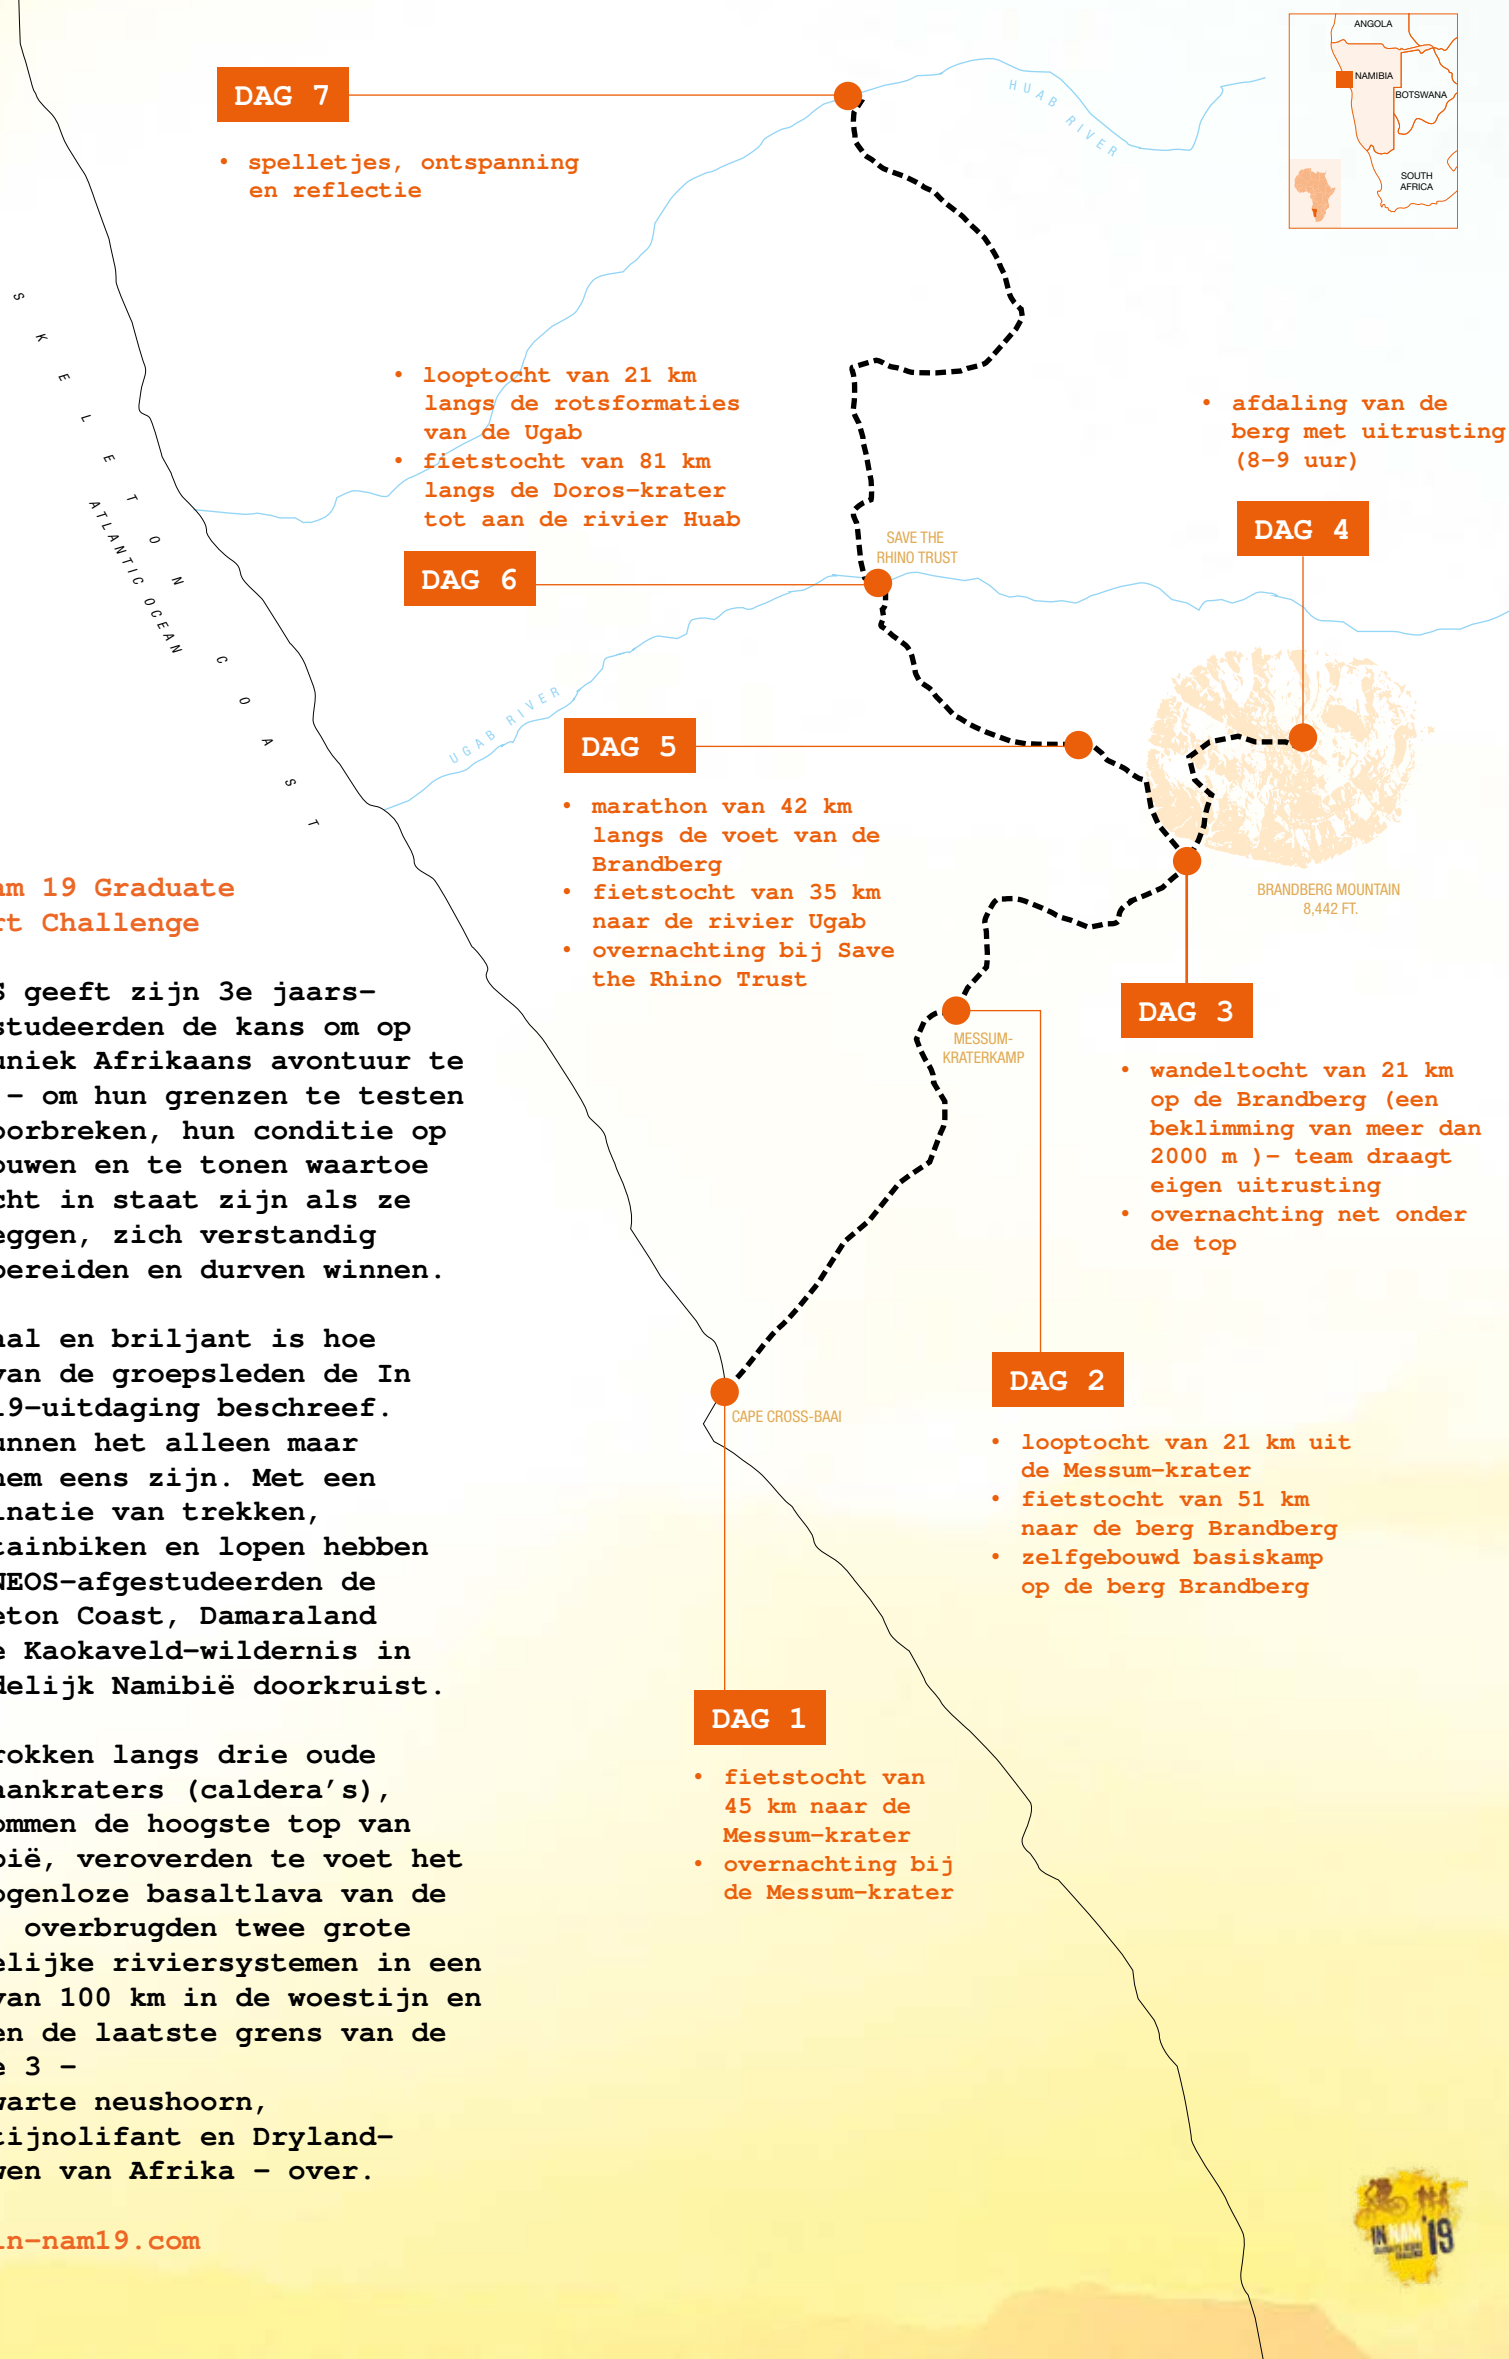 ANGOLA
NAMIBIA
BOTSWANA
SOUTH
AFRICA
DAG 7
• spelletjes, ontspanning
en reflectie
HUAB RIVER
SKELETON COAST
ATLANTIC OCEAN
• looptocht van 21 km
langs de rotsformaties
van de Ugab
• fietstocht van 81 km
langs de Doros-krater
tot aan de rivier Huab
DAG 6
SAVE THE
RHINO TRUST
• afdaling van de
berg met uitrusting
(8-9 uur)
DAG 4
UGAB RIVER
DAG 5
• marathon van 42 km
langs de voet van de
Brandberg
• fietstocht van 35 km
naar de rivier Ugab
• overnachting bij Save
the Rhino Trust
BRANDBERG MOUNTAIN
8,442 FT.
DAG 3
• wandeltocht van 21 km
op de Brandberg (een
beklimming van meer dan
2000 m )- team draagt
eigen uitrusting
• overnachting net onder
de top
MESSUM-
KRATERKAMP
DAG 2
• looptocht van 21 km uit
de Messum-krater
• fietstocht van 51 km
naar de berg Brandberg
• zelfgebouwd basiskamp
op de berg Brandberg
CAPE CROSS-BAAI
DAG 1
• fietstocht van
45 km naar de
Messum-krater
• overnachting bij
de Messum-krater
am 19 Graduate
rt Challenge
S geeft zijn 3e jaars-
studeerden de kans om op
uniek Afrikaans avontuur te
– om hun grenzen te testen
oorbreken, hun conditie op
ouwen en te tonen waartoe
cht in staat zijn als ze
eggen, zich verstandig
bereiden en durven winnen.
aal en briljant is hoe
van de groepsleden de In
19-uitdaging beschreef.
unnen het alleen maar
hem eens zijn. Met een
inatie van trekken,
tainbiken en lopen hebben
NEOS-afgestudeerden de
eton Coast, Damaraland
e Kaokaveld-wildernis in
delijk Namibië doorkruist.
rokken langs drie oude
aankraters (caldera’s),
ommen de hoogste top van
bië, veroverden te voet het
ogenloze basaltlava van de
, overbrugden twee grote
elijke riviersystemen in een
van 100 km in de woestijn en
en de laatste grens van de
e 3 –
warte neushoorn,
tijnolifant en Dryland-
wen van Afrika – over.
in-nam19.com
IN NAM '19